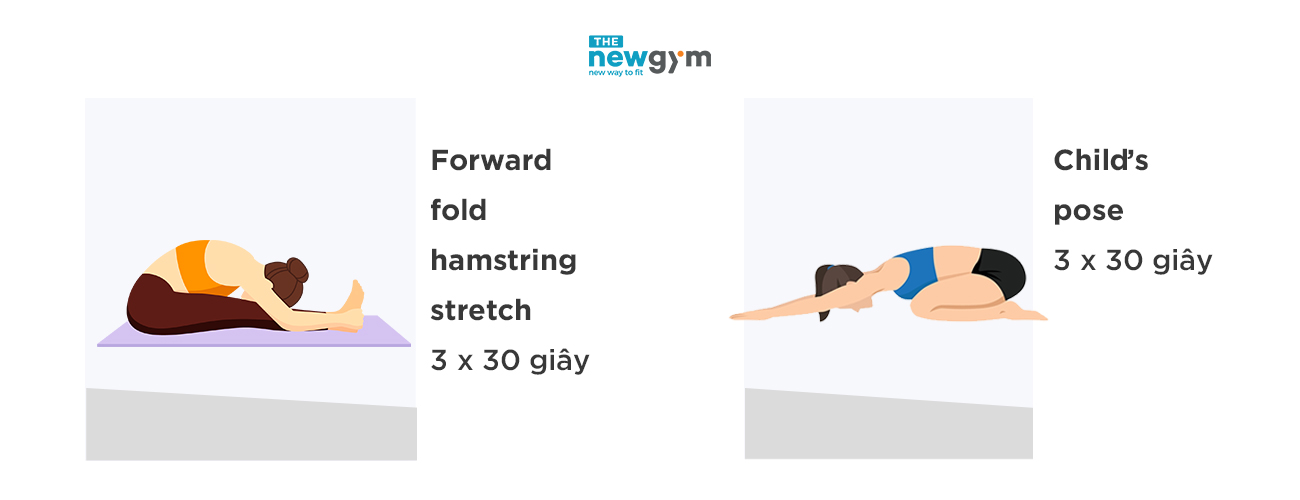 THE
newgym
new way to fit
Forward
fold
hamstring
stretch
3 x 30 giây
Child's
pose
3 x 30 giây